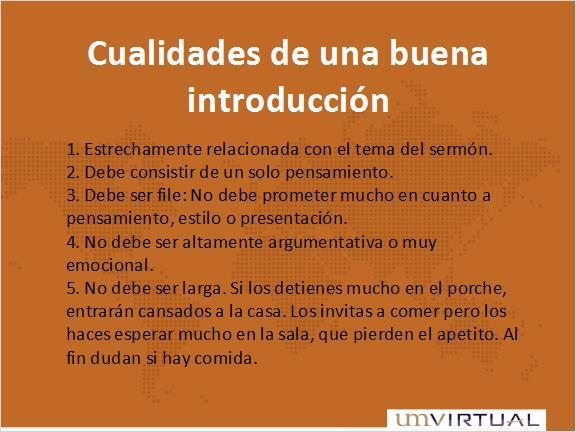 Cualidades de una buena
introducción
1. Estrechamente relacionada con el tema del sermón.
2. Debe consistir de un solo pensamiento.
3. Debe ser file: No debe prometer mucho en cuanto a
pensamiento, estilo o presentación.
4. No debe ser altamente argumentativa o muy
emocional.
5. No debe ser larga. Si los detienes mucho en el porche,
entrarán cansados a la casa. Los invitas a comer pero los
haces esperar mucho en la sala, que pierden el apetito. Al
fin dudan si hay comida.
UMVIRTUAL